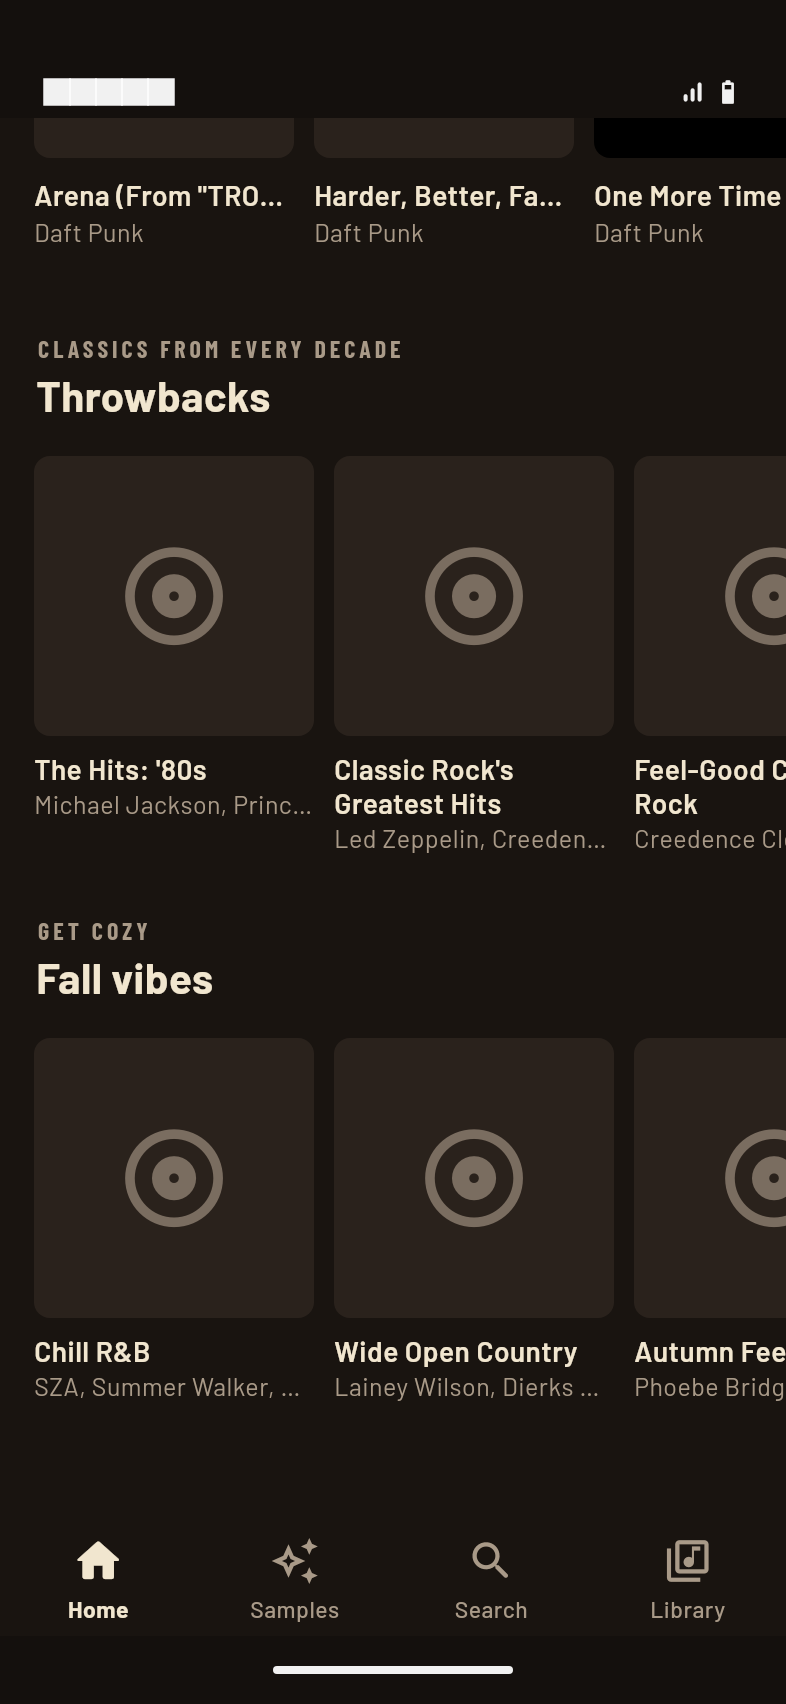 Arena (From "TRO...
Harder, Better, Fa...
One More Time
Daft Punk
Daft Punk
Daft Punk
CLASSICS FROM EVERY DECADE
Throwbacks
The Hits: '80s
Michael Jackson, Princ...
Classic Rock's
Greatest Hits
Led Zeppelin, Creeden...
Feel-Good C
Rock
Creedence Cl
GET COZY
Fall vibes
Chill R&B
SZA, Summer Walker, ...
Wide Open Country
Lainey Wilson, Dierks ...
Autumn Fee
Phoebe Bridg
Home
Samples
Search
Library